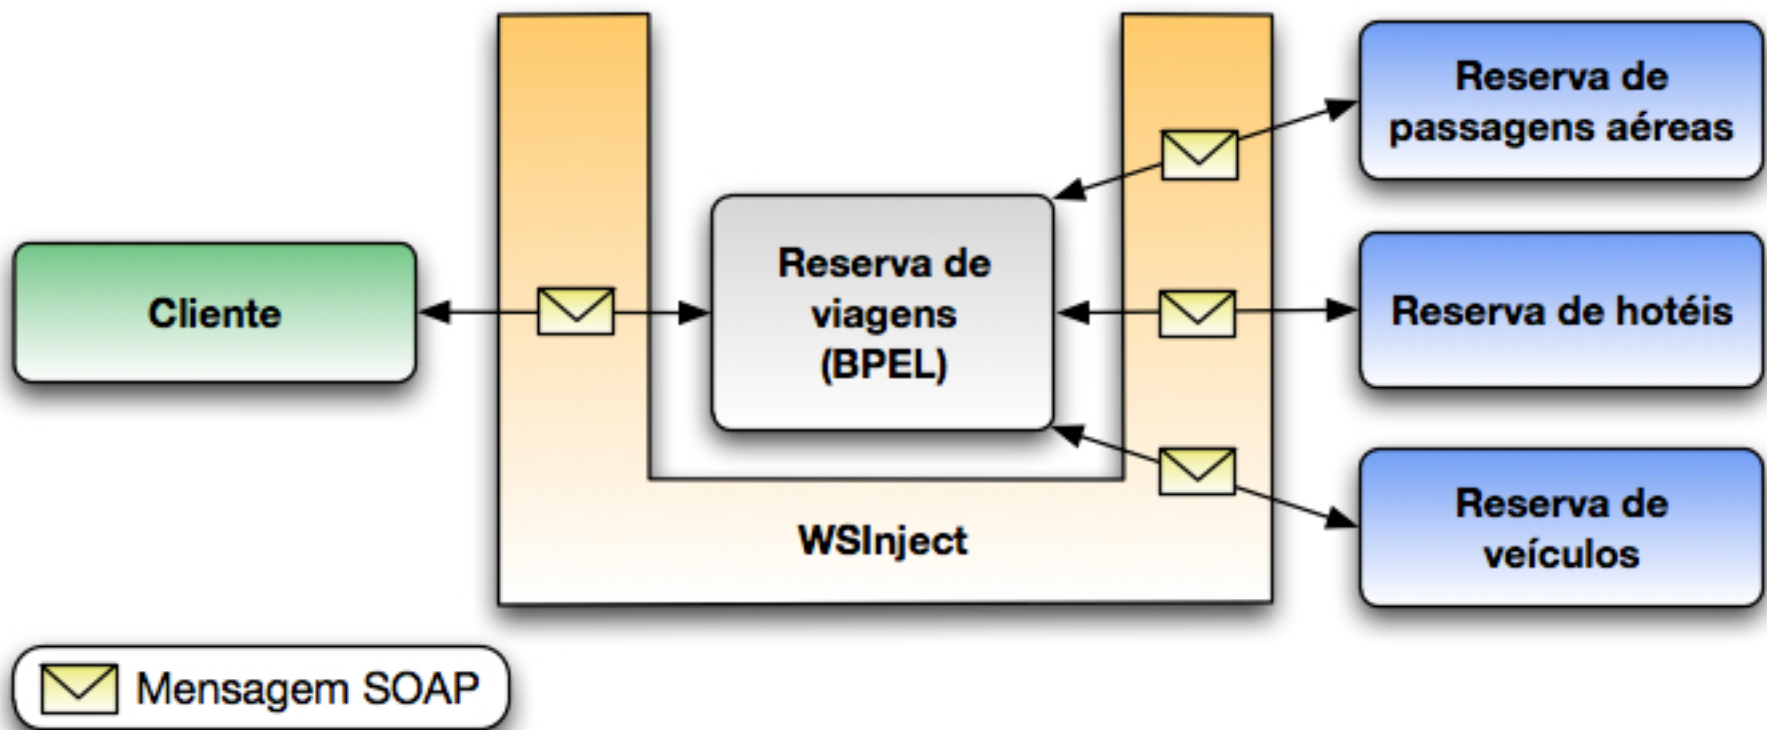 Cliente
Reserva de
viagens
(BPEL)
WSInject
Reserva de
passagens aéreas
Reserva de hotéis
Reserva de
veículos
Mensagem SOAP